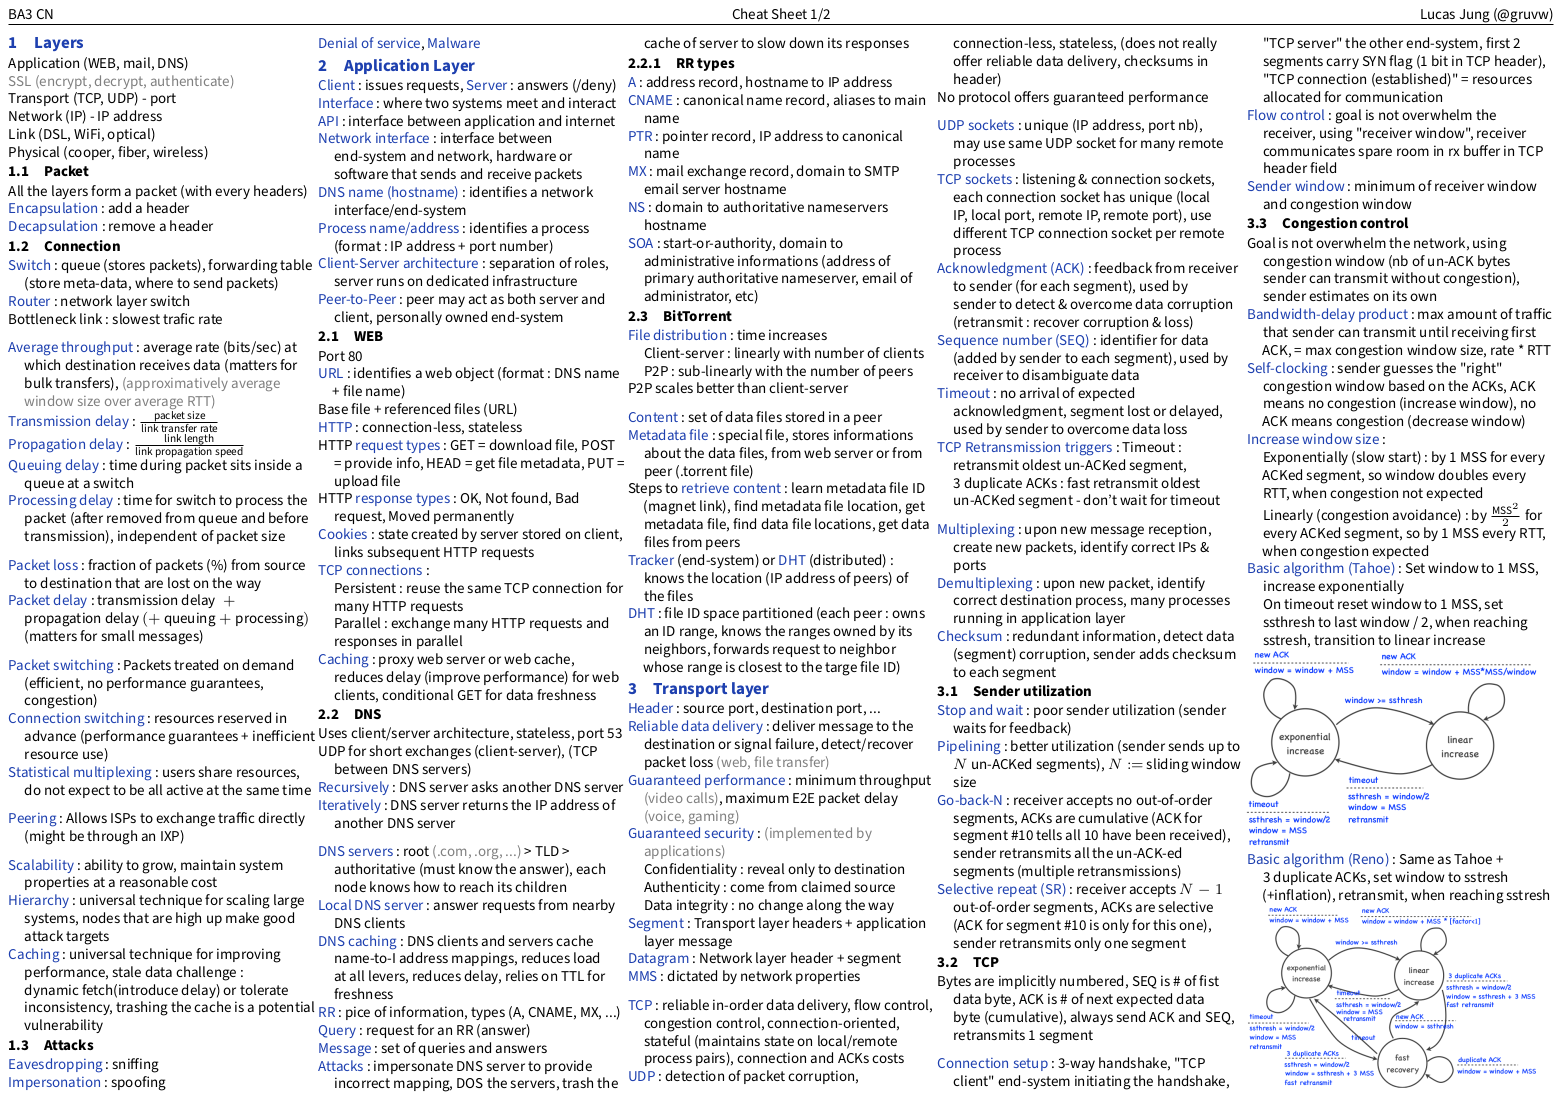 BA3 CN
Cheat Sheet 1/2
Lucas Jung (@gruvw)
1 Layers
Application (WEB, mail, DNS)
SSL (encrypt, decrypt, authenticate)
Transport (TCP, UDP) - port
Network (IP) - IP address
Link (DSL, WiFi, optical)
Physical (cooper, fiber, wireless)
1.1 Packet
All the layers form a packet (with every headers)
Encapsulation : add a header
Decapsulation : remove a header
1.2 Connection
Switch : queue (stores packets), forwarding table
(store meta-data, where to send packets)
Router : network layer switch
Bottleneck link : slowest trafic rate
Average throughput : average rate (bits/sec) at
which destination receives data (matters for
bulk transfers), (approximatively average
window size over average RTT)
Transmission delay : packet size / link transfer rate
Propagation delay : link length / link propagation speed
Queuing delay : time during packet sits inside a
queue at a switch
Processing delay : time for switch to process the
packet (after removed from queue and before
transmission), independent of packet size
Packet loss : fraction of packets (%) from source
to destination that are lost on the way
Packet delay : transmission delay +
propagation delay (+ queuing + processing)
(matters for small messages)
Packet switching : Packets treated on demand
(efficient, no performance guarantees,
congestion)
Connection switching : resources reserved in
advance (performance guarantees + inefficient
resource use)
Statistical multiplexing : users share resources,
do not expect to be all active at the same time
Peering : Allows ISPs to exchange traffic directly
(might be through an IXP)
Scalability : ability to grow, maintain system
properties at a reasonable cost
Hierarchy : universal technique for scaling large
systems, nodes that are high up make good
attack targets
Caching : universal technique for improving
performance, stale data challenge :
dynamic fetch(introduce delay) or tolerate
inconsistency, trashing the cache is a potential
vulnerability
1.3 Attacks
Eavesdropping : sniffing
Impersonation : spoofing
Denial of service, Malware
2 Application Layer
Client : issues requests, Server : answers (/deny)
Interface : where two systems meet and interact
API : interface between application and internet
Network interface : interface between
end-system and network, hardware or
software that sends and receive packets
DNS name (hostname) : identifies a network
interface/end-system
Process name/address : identifies a process
(format : IP address + port number)
Client-Server architecture : separation of roles,
server runs on dedicated infrastructure
Peer-to-Peer : peer may act as both server and
client, personally owned end-system
2.1 WEB
Port 80
URL : identifies a web object (format : DNS name
+ file name)
Base file + referenced files (URL)
HTTP : connection-less, stateless
HTTP request types : GET = download file, POST
= provide info, HEAD = get file metadata, PUT =
upload file
HTTP response types : OK, Not found, Bad
request, Moved permanently
Cookies : state created by server stored on client,
links subsequent HTTP requests
TCP connections :
Persistent : reuse the same TCP connection for
many HTTP requests
Parallel : exchange many HTTP requests and
responses in parallel
Caching : proxy web server or web cache,
reduces delay (improve performance) for web
clients, conditional GET for data freshness
2.2 DNS
Uses client/server architecture, stateless, port 53
UDP for short exchanges (client-server), (TCP
between DNS servers)
Recursively : DNS server asks another DNS server
Iteratively : DNS server returns the IP address of
another DNS server
DNS servers : root (.com, .org, ...) > TLD >
authoritative (must know the answer), each
node knows how to reach its children
Local DNS server : answer requests from nearby
DNS clients
DNS caching : DNS clients and servers cache
name-to-I address mappings, reduces load
at all levers, reduces delay, relies on TTL for
freshness
RR : pice of information, types (A, CNAME, MX, ...)
Query : request for an RR (answer)
Message : set of queries and answers
Attacks : impersonate DNS server to provide
incorrect mapping, DOS the servers, trash the
cache of server to slow down its responses
2.2.1 RR types
A : address record, hostname to IP address
CNAME : canonical name record, aliases to main
name
PTR : pointer record, IP address to canonical
name
MX : mail exchange record, domain to SMTP
email server hostname
NS : domain to authoritative nameservers
hostname
SOA : start-or-authority, domain to
administrative informations (address of
primary authoritative nameserver, email of
administrator, etc)
2.3 BitTorrent
File distribution : time increases
Client-server : linearly with number of clients
P2P : sub-linearly with the number of peers
P2P scales better than client-server
Content : set of data files stored in a peer
Metadata file : special file, stores informations
about the data files, from web server or from
peer (.torrent file)
Steps to retrieve content : learn metadata file ID
(magnet link), find metadata file location, get
metadata file, find data file locations, get data
files from peers
Tracker (end-system) or DHT (distributed) :
knows the location (IP address of peers) of
the files
DHT : file ID space partitioned (each peer : owns
an ID range, knows the ranges owned by its
neighbors, forwards request to neighbor
whose range is closest to the targe file ID)
3 Transport layer
Header : source port, destination port, ...
Reliable data delivery : deliver message to the
destination or signal failure, detect/recover
packet loss (web, file transfer)
Guaranteed performance : minimum throughput
(video calls), maximum E2E packet delay
(voice, gaming)
Guaranteed security : (implemented by
applications)
Confidentiality : reveal only to destination
Authenticity : come from claimed source
Data integrity : no change along the way
Segment : Transport layer headers + application
layer message
Datagram : Network layer header + segment
MMS : dictated by network properties
TCP : reliable in-order data delivery, flow control,
congestion control, connection-oriented,
stateful (maintains state on local/remote
process pairs), connection and ACKs costs
UDP : detection of packet corruption,
connection-less, stateless, (does not really
offer reliable data delivery, checksums in
header)
No protocol offers guaranteed performance
UDP sockets : unique (IP address, port nb),
may use same UDP socket for many remote
processes
TCP sockets : listening & connection sockets,
each connection socket has unique (local
IP, local port, remote IP, remote port), use
different TCP connection socket per remote
process
Acknowledgment (ACK) : feedback from receiver
to sender (for each segment), used by
sender to detect & overcome data corruption
(retransmit : recover corruption & loss)
Sequence number (SEQ) : identifier for data
(added by sender to each segment), used by
receiver to disambiguate data
Timeout : no arrival of expected
acknowledgment, segment lost or delayed,
used by sender to overcome data loss
TCP Retransmission triggers : Timeout :
retransmit oldest un-ACKed segment,
3 duplicate ACKs : fast retransmit oldest
un-ACKed segment - don't wait for timeout
Multiplexing : upon new message reception,
create new packets, identify correct IPs &
ports
Demultiplexing : upon new packet, identify
correct destination process, many processes
running in application layer
Checksum : redundant information, detect data
(segment) corruption, sender adds checksum
to each segment
3.1 Sender utilization
Stop and wait : poor sender utilization (sender
waits for feedback)
Pipelining : better utilization (sender sends up to
N un-ACKed segments), N := sliding window
size
Go-back-N : receiver accepts no out-of-order
segments, ACKs are cumulative (ACK for
segment #10 tells all 10 have been received),
sender retransmits all the un-ACK-ed
segments (multiple retransmissions)
Selective repeat (SR) : receiver accepts N − 1
out-of-order segments, ACKs are selective
(ACK for segment #10 is only for this one),
sender retransmits only one segment
3.2 TCP
Bytes are implicitly numbered, SEQ is # of fist
data byte, ACK is # of next expected data
byte (cumulative), always send ACK and SEQ,
retransmits 1 segment
Connection setup : 3-way handshake, "TCP
client" end-system initiating the handshake,
"TCP server" the other end-system, first 2
segments carry SYN flag (1 bit in TCP header),
"TCP connection (established)" = resources
allocated for communication
Flow control : goal is not overwhelm the
receiver, using "receiver window", receiver
communicates spare room in rx buffer in TCP
header field
Sender window : minimum of receiver window
and congestion window
3.3 Congestion control
Goal is not overwhelm the network, using
congestion window (nb of un-ACK bytes
sender can transmit without congestion),
sender estimates on its own
Bandwidth-delay product : max amount of traffic
that sender can transmit until receiving first
ACK, = max congestion window size, rate * RTT
Self-clocking : sender guesses the "right"
congestion window based on the ACKs, ACK
means no congestion (increase window), no
ACK means congestion (decrease window)
Increase window size :
Exponentially (slow start) : by 1 MSS for every
ACKed segment, so window doubles every
RTT, when congestion not expected
Linearly (congestion avoidance) : by MSS²/2 for
every ACKed segment, so by 1 MSS every RTT,
when congestion expected
Basic algorithm (Tahoe) : Set window to 1 MSS,
increase exponentially
On timeout reset window to 1 MSS, set
ssthresh to last window / 2, when reaching
sstresh, transition to linear increase
new ACK
window = window + MSS
new ACK
window = window + MSS*MSS/window
window >= ssthresh
exponential
increase
linear
increase
timeout
ssthresh = window/2
window = MSS
retransmit
timeout
ssthresh = window/2
window = MSS
retransmit
Basic algorithm (Reno) : Same as Tahoe +
3 duplicate ACKs, set window to sstresh
(+inflation), retransmit, when reaching sstresh
new ACK
window = window + MSS
new ACK
window = window + MSS * [factor<1]
window >= ssthresh
exponential
increase
linear
increase
3 duplicate ACKs
ssthresh = window/2
window = ssthresh + 3 MSS
fast retransmit
timeout
ssthresh = window/2
window = MSS
retransmit
timeout
ssthresh = window/2
window = MSS
retransmit
new ACK
window = ssthresh
timeout
3 duplicate ACKs
ssthresh = window/2
window = ssthresh + 3 MSS
fast retransmit
fast
recovery
duplicate ACK
window = window + MSS